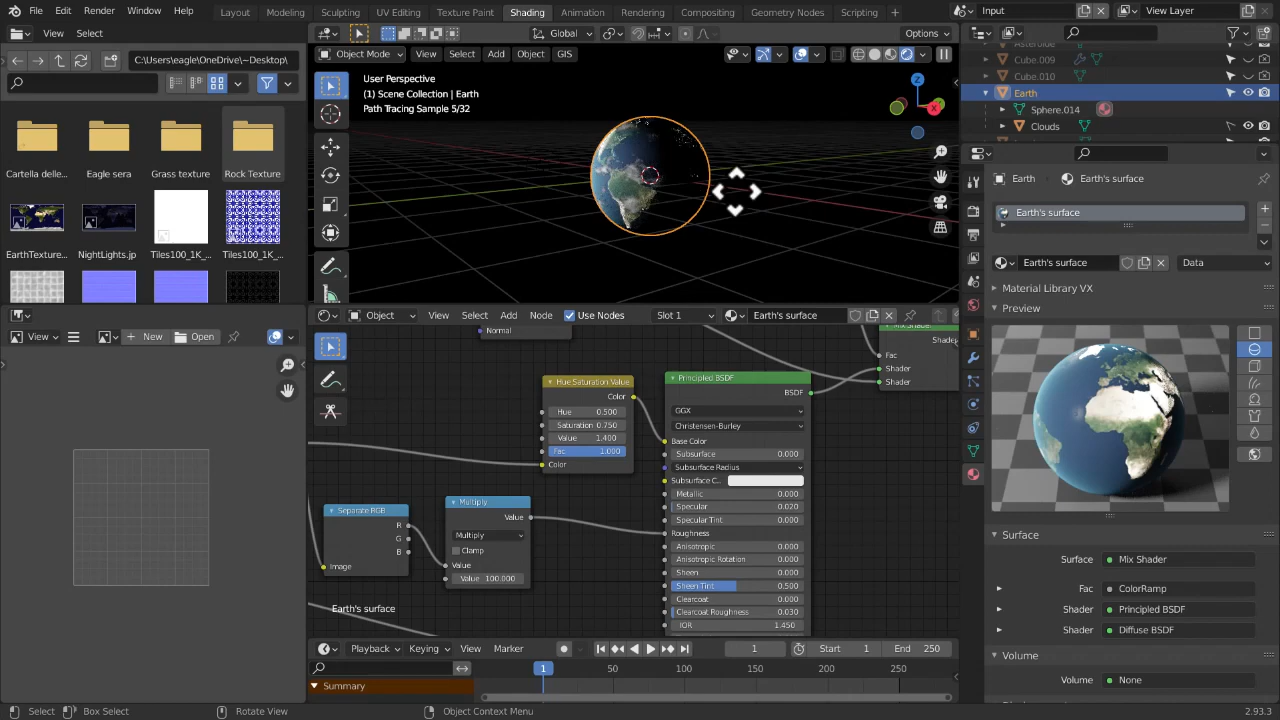 File Edit Render Window Help Layout Modeling Sculpting UV Editing Texture Paint Shading Animation Rendering Compositing Geometry Nodes Scripting + Input View Layer
View Select
Global Options
C:\Users\eagle\OneDrive\~Desktop\
Object Mode View Select Add Object GIS
User Perspective
(1) Scene Collection | Earth
Path Tracing Sample 5/32
Z
X
Cartella delle...
Eagle sera
Grass texture
Rock Texture
EarthTexture...
NightLights.jp
Tiles100_1K_...
Tiles100_1K_...
Cube.009
Cube.010
Earth
Sphere.014
Clouds
Earth Earth's surface
Earth's surface
Earth's surface Data
Material Library VX
Preview
Surface
Surface Mix Shader
Fac ColorRamp
Shader Principled BSDF
Shader Diffuse BSDF
Volume
Volume None
View New Open
Object View Select Add Node Use Nodes Slot 1 Earth's surface
Normal
Mix Shader
Shader
Fac
Shader
Shader
Hue Saturation Value
Color
Hue 0.500
Saturation 0.750
Value 1.400
Fac 1.000
Color
Principled BSDF
BSDF
GGX
Christensen-Burley
Base Color
Subsurface 0.000
Subsurface Radius
Subsurface C..
Metallic 0.000
Specular 0.020
Specular Tint 0.000
Roughness
Anisotropic 0.000
Anisotropic Rotation 0.000
Sheen 0.000
Sheen Tint 0.500
Clearcoat 0.000
Clearcoat Roughness 0.030
IOR 1.450
Separate RGB
R
G
B
Image
Multiply
Value
Multiply
Clamp
Value
Value 100.000
Earth's surface
Playback Keying View Marker 1 Start 1 End 250
1 50 100 150 200 250
Summary
Select Box Select Rotate View Object Context Menu 2.93.3